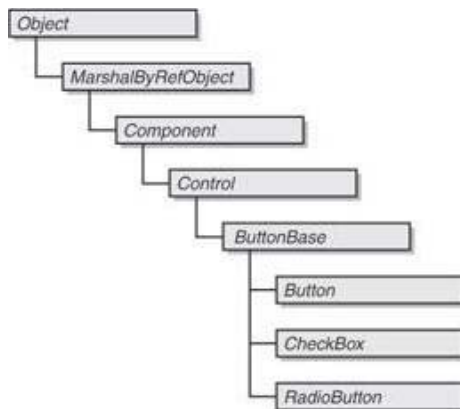 Object
MarshalByRefObject
Component
Control
ButtonBase
Button
CheckBox
RadioButton